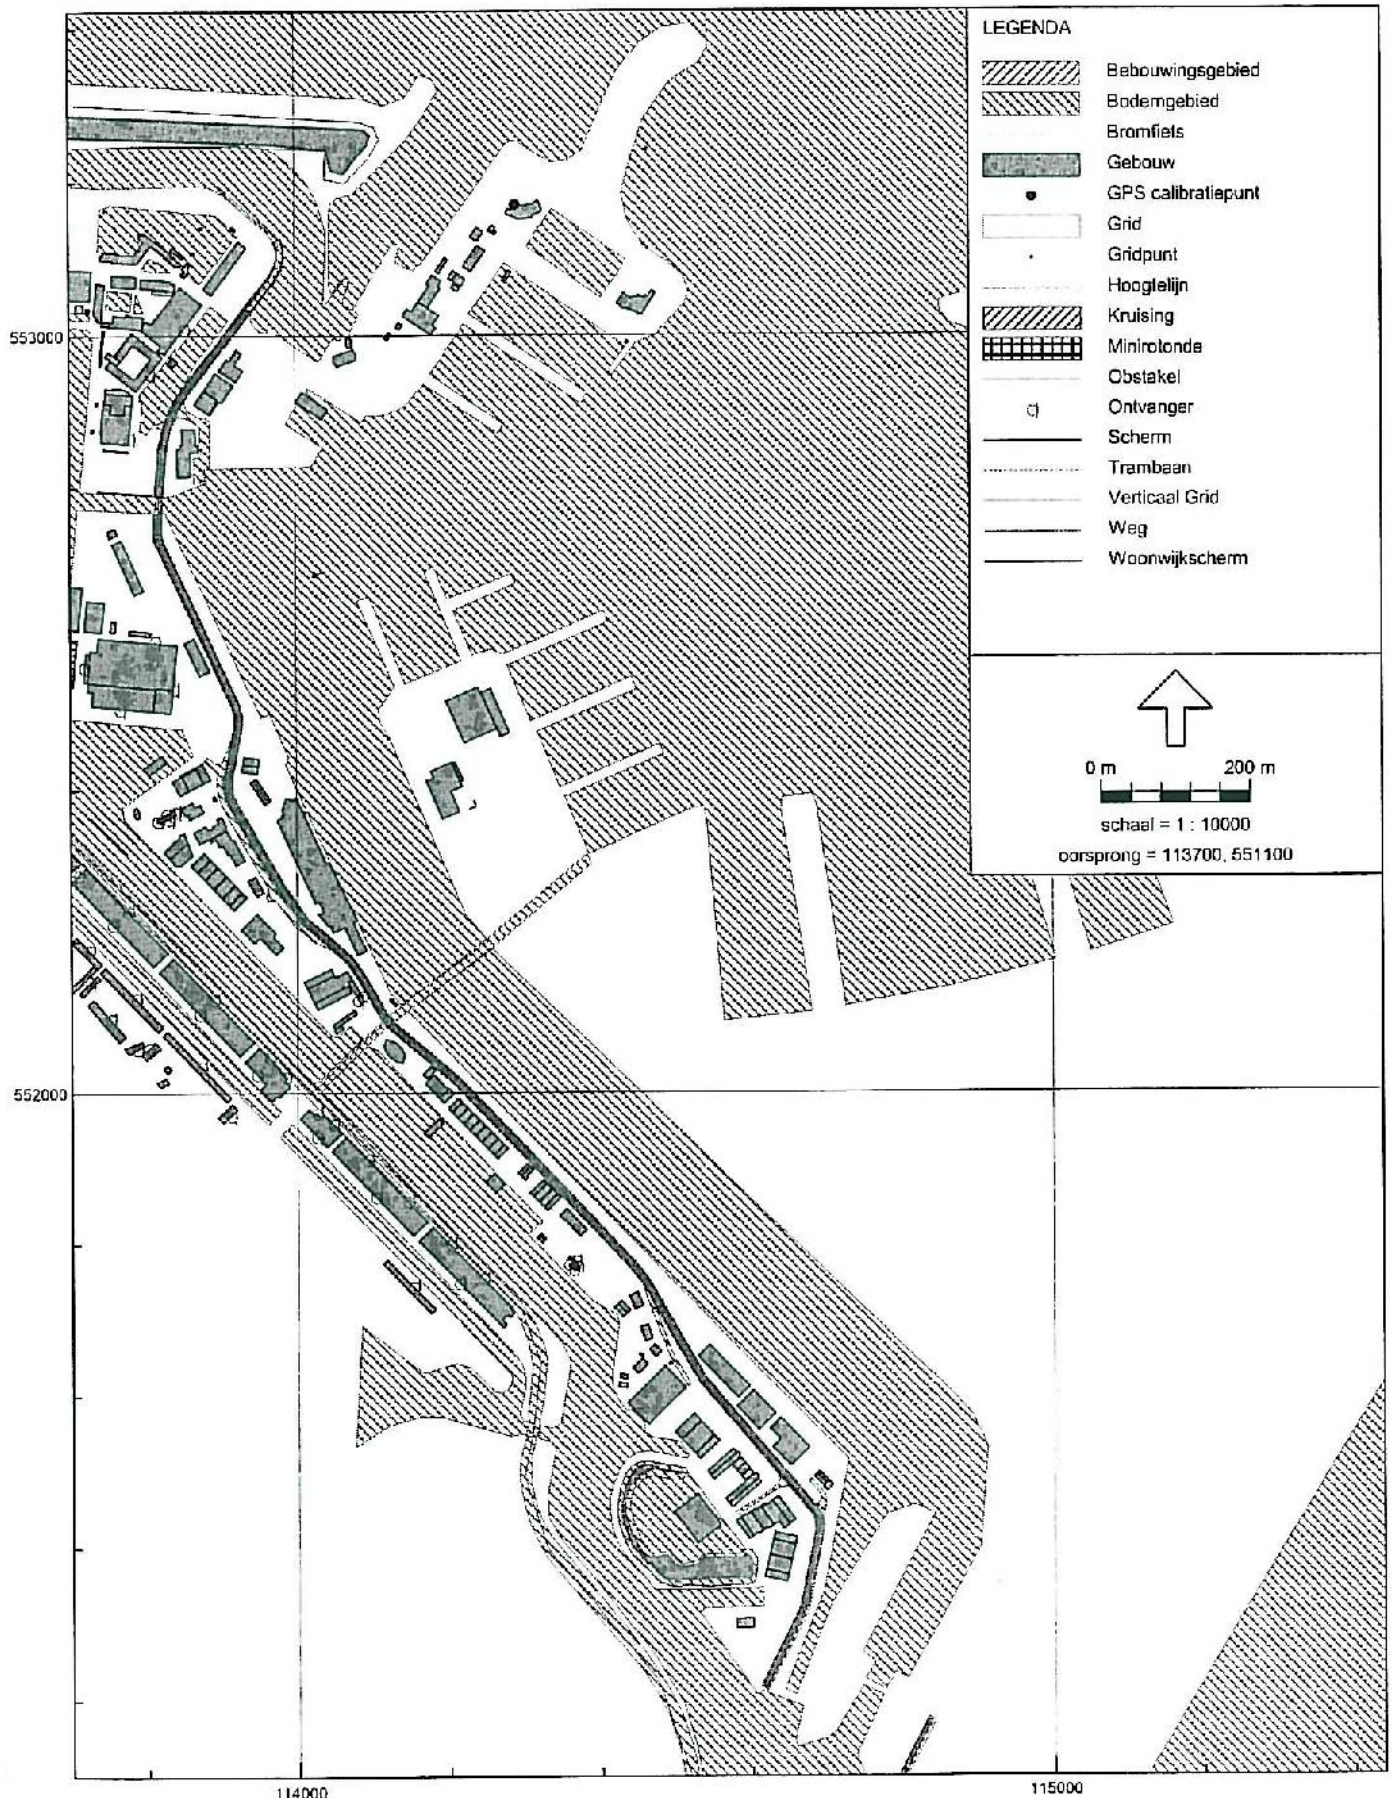 LEGENDA
Bebouwingsgebied
Bodemgebied
Bromfiets
Gebouw
GPS calibratiepunt
Grid
Gridpunt
Hoogtelijn
Kruising
Minirotonde
Obstakel
Ontvanger
Scherm
Trambaan
Verticaal Grid
Weg
Woonwijkscherm
0 m 200 m
schaal = 1 : 10000
oorsprong = 113700, 551100
553000
552000
114000
115000